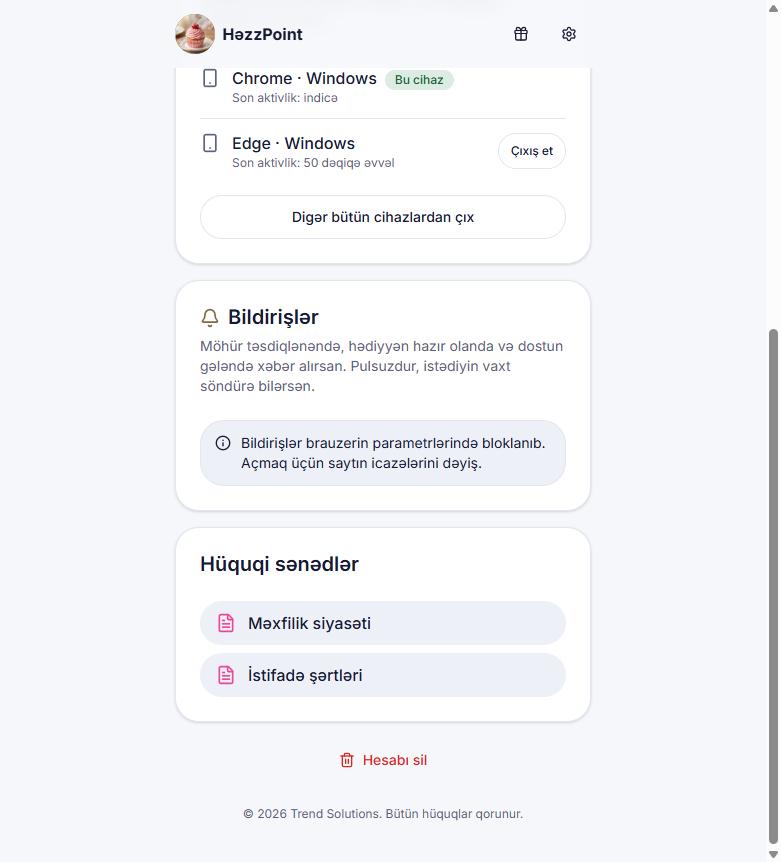 HəzzPoint
Chrome · Windows Bu cihaz
Son aktivlik: indicə
Edge · Windows
Son aktivlik: 50 dəqiqə əvvəl
Çıxış et
Digər bütün cihazlardan çıx
Bildirişlər
Möhür təsdiqlənəndə, hədiyyən hazır olanda və dostun
gələndə xəbər alırsan. Pulsuzdur, istədiyin vaxt
söndürə bilərsən.
Bildirişlər brauzerin parametrlərində bloklanıb.
Açmaq üçün saytın icazələrini dəyiş.
Hüquqi sənədlər
Məxfilik siyasəti
İstifadə şərtləri
Hesabı sil
© 2026 Trend Solutions. Bütün hüquqlar qorunur.